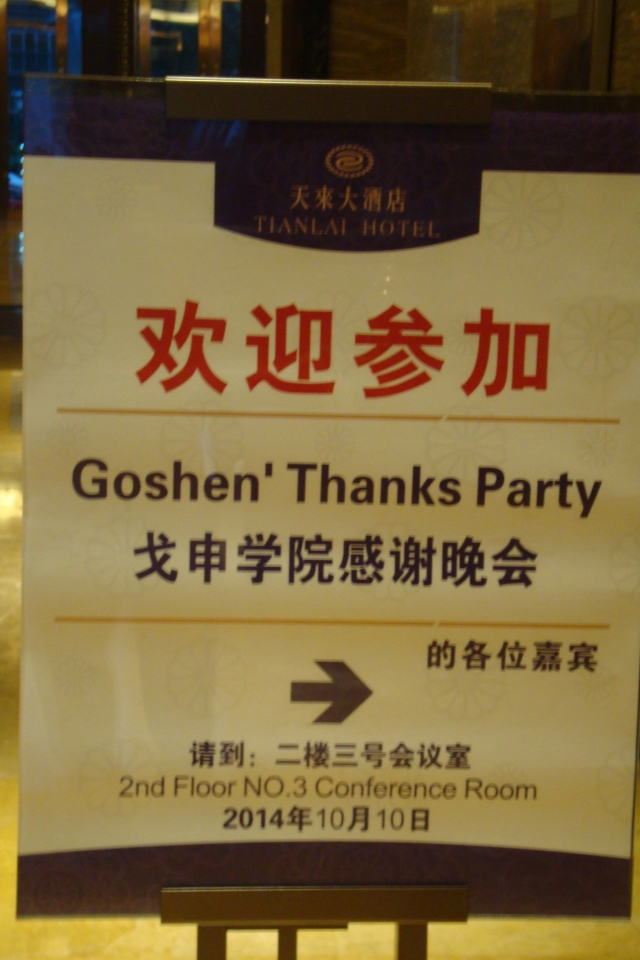 天來大酒店
TIANLAI HOTEL
欢迎参加
Goshen' Thanks Party
戈申学院感谢晚会
的各位嘉宾
请到：二楼三号会议室
2nd Floor NO.3 Conference Room
2014年10月10日